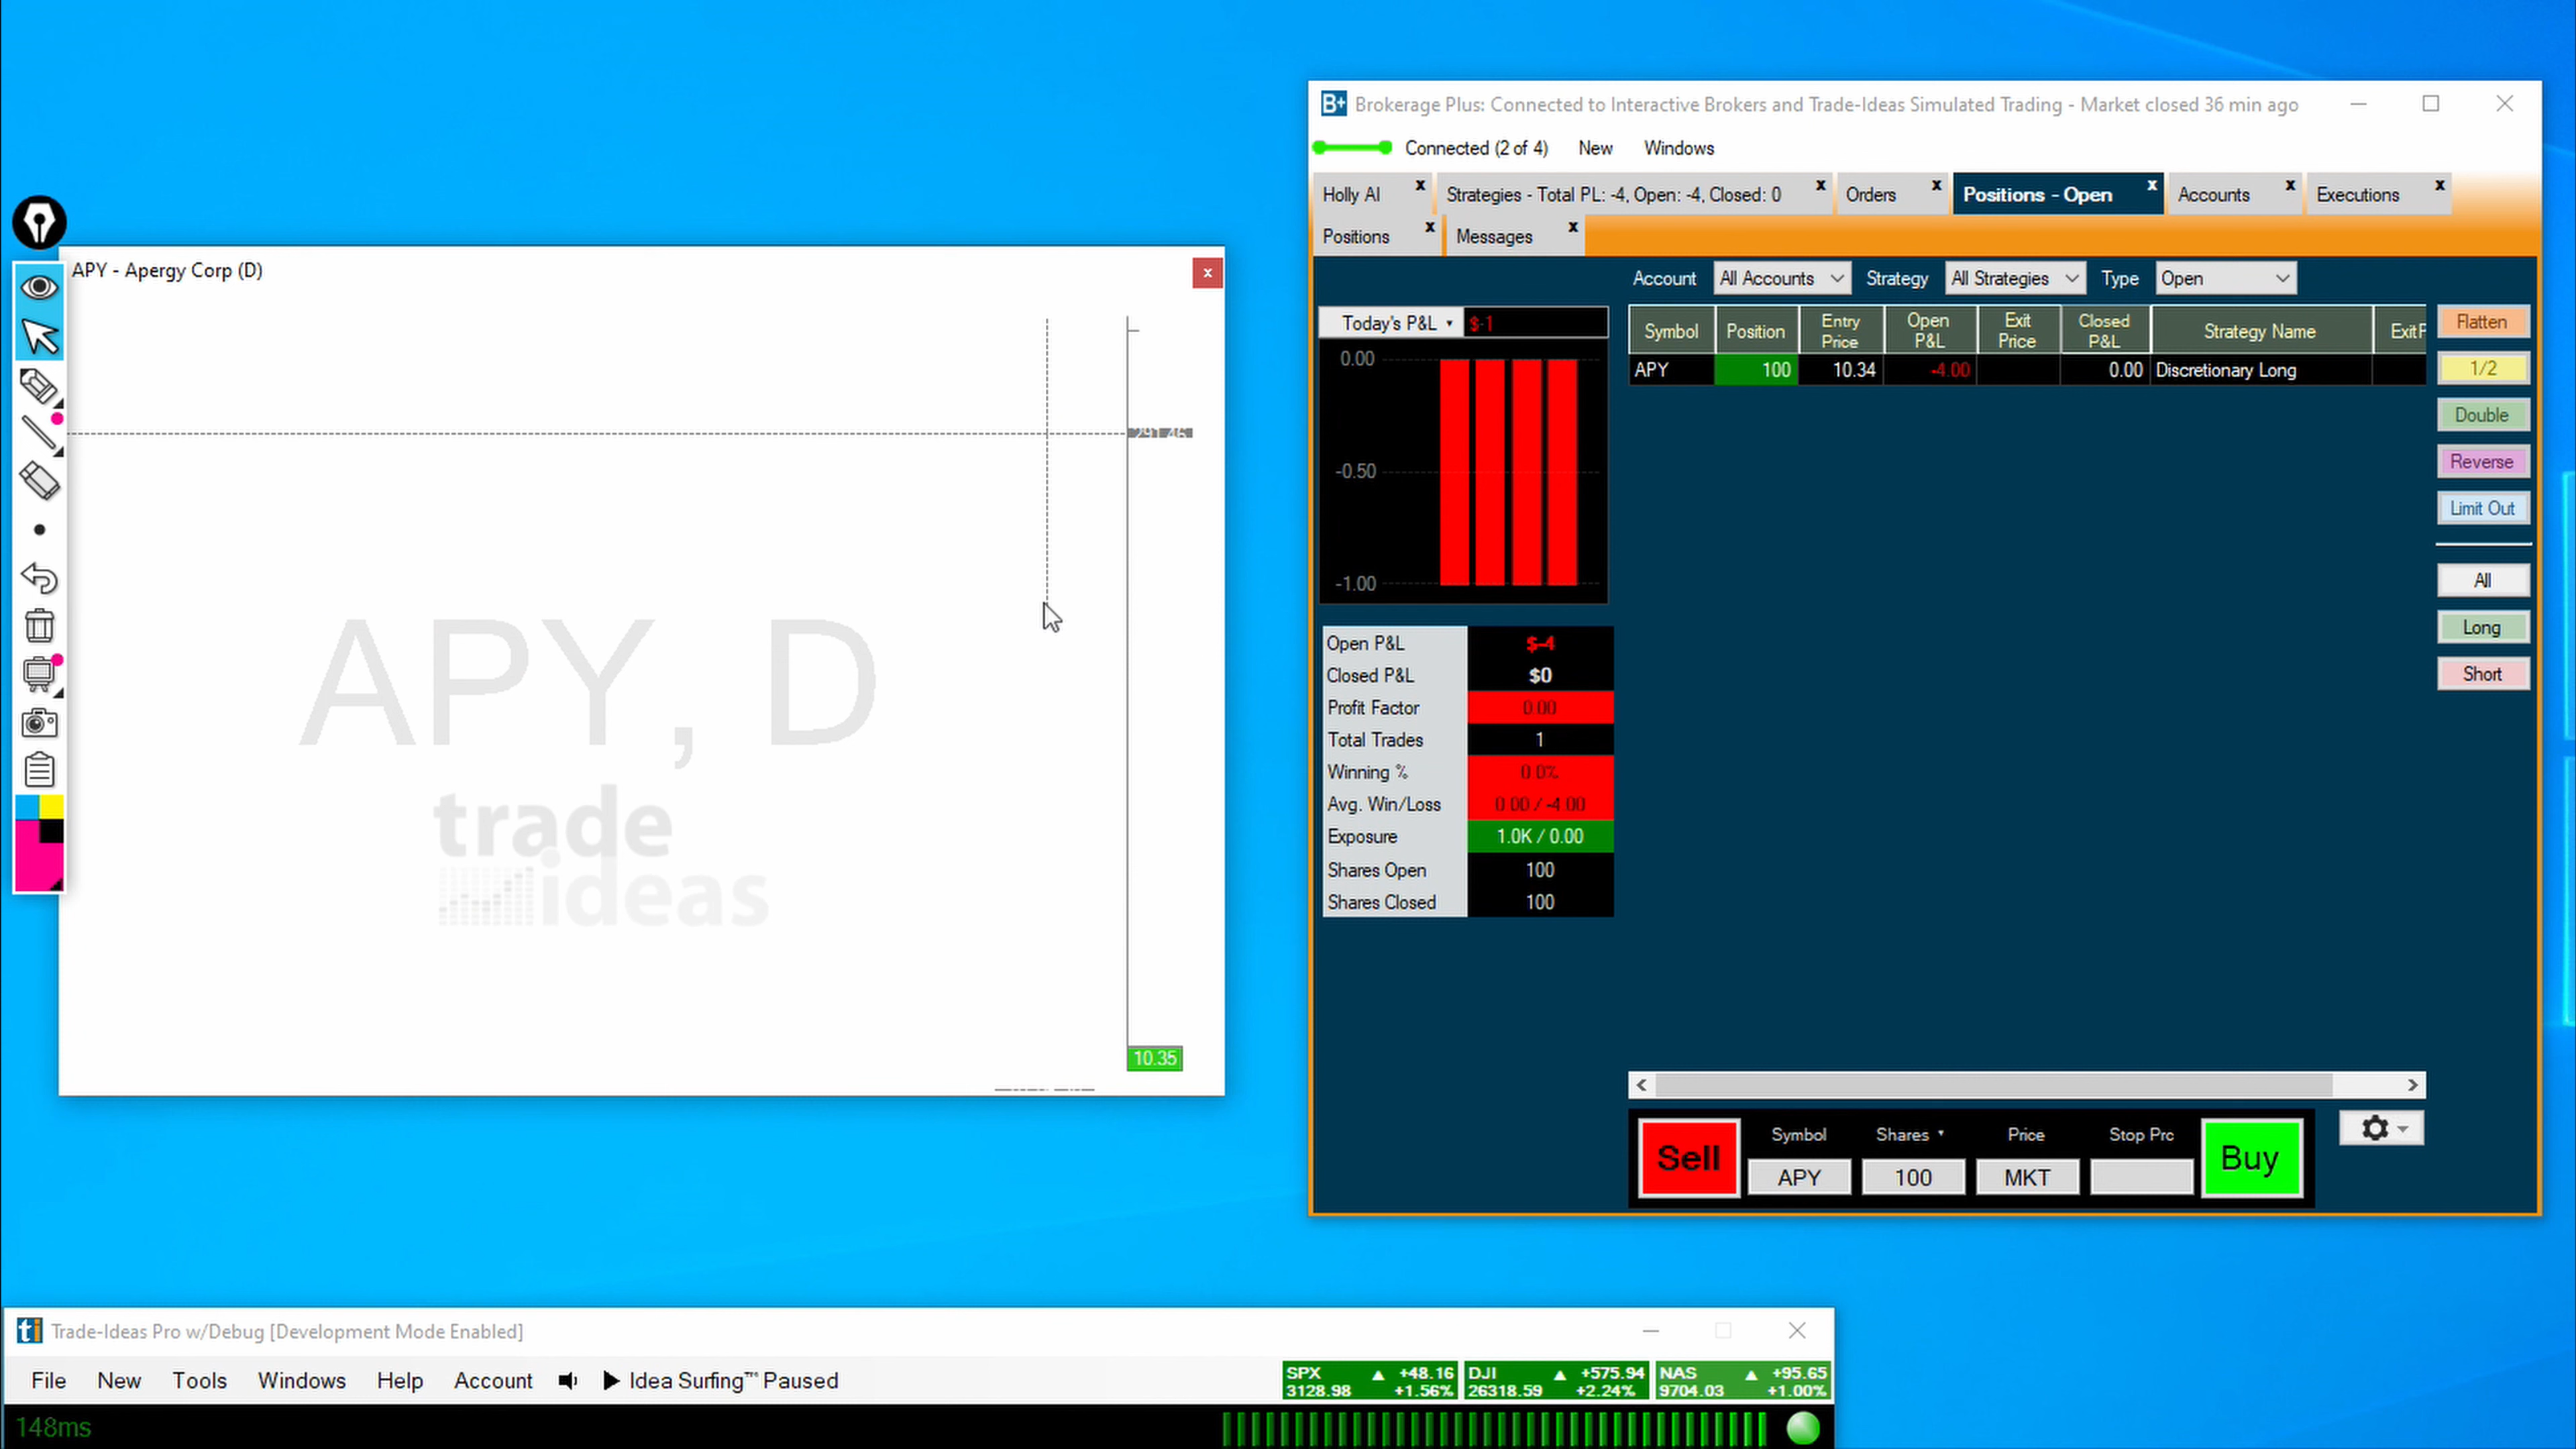 Brokerage Plus: Connected to Interactive Brokers and Trade-Ideas Simulated Trading - Market closed 36 min ago
Connected (2 of 4) New Windows
Holly AI x Strategies - Total PL: -4, Open: -4, Closed: 0 x Orders x Positions - Open x Accounts x Executions x
Positions x Messages x
APY - Apergy Corp (D) x
Account All Accounts Strategy All Strategies Type Open
Today's P&L $-1
Symbol Position Entry Price Open P&L Exit Price Closed P&L Strategy Name Exit P
APY 100 10.34 -4.00 0.00 Discretionary Long
Flatten
1/2
Double
Reverse
Limit Out
All
Long
Short
0.00
-0.50
-1.00
291.46
APY, D
trade
ideas
10.35
Open P&L $-4
Closed P&L $0
Profit Factor 0.00
Total Trades 1
Winning % 0.0%
Avg. Win/Loss 0.00 / -4.00
Exposure 1.0K / 0.00
Shares Open 100
Shares Closed 100
Sell Symbol Shares Price Stop Prc Buy
APY 100 MKT
ti Trade-Ideas Pro w/Debug [Development Mode Enabled]
File New Tools Windows Help Account Idea Surfing™ Paused
SPX ▲ +48.16 DJI ▲ +575.94 NAS ▲ +95.65
3128.98 +1.56% 26318.59 +2.24% 9704.03 +1.00%
148ms